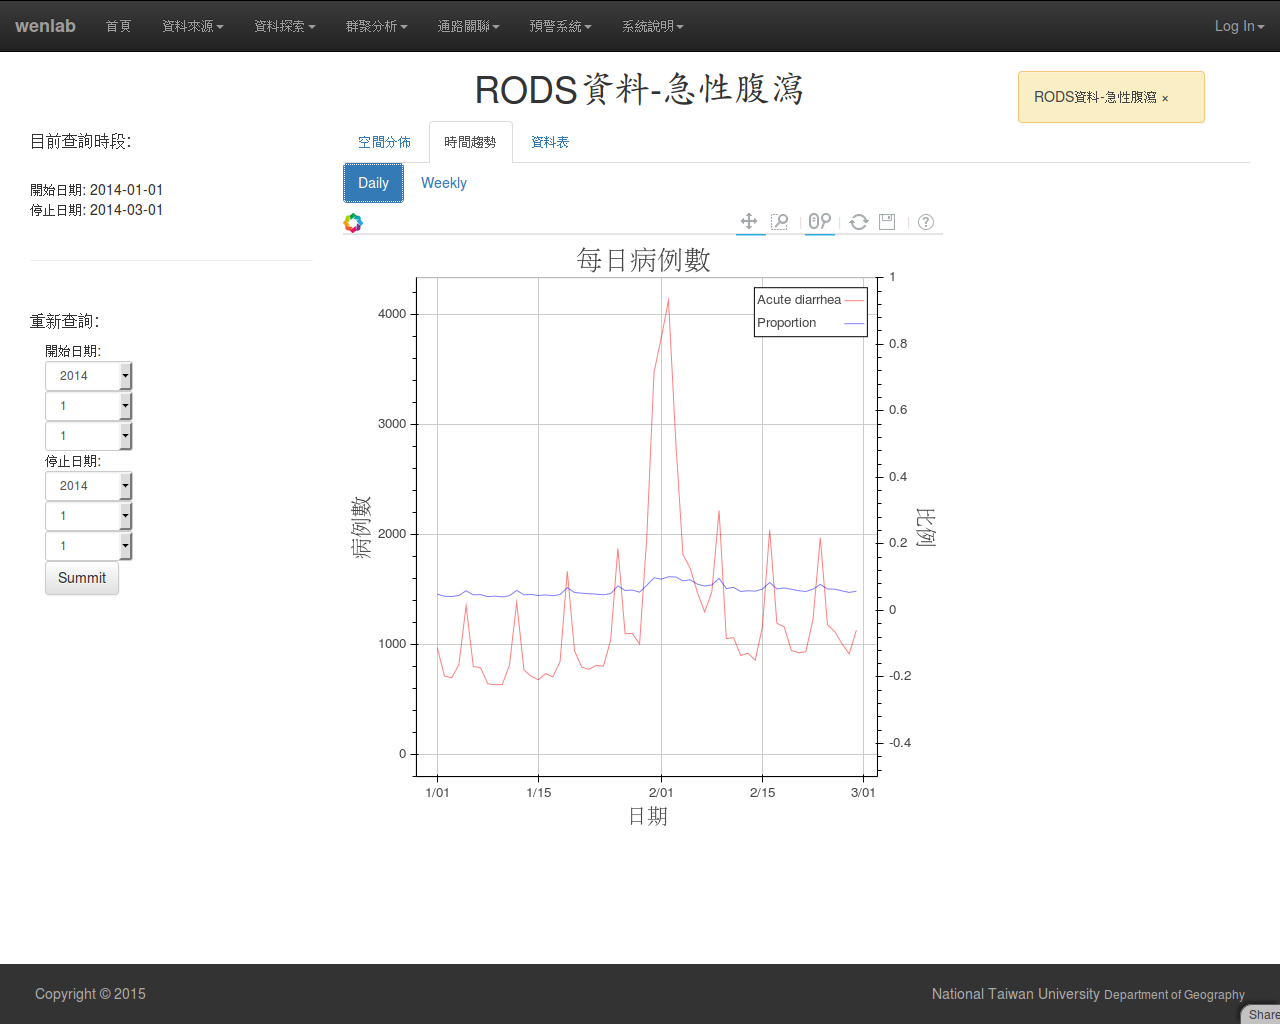 wenlab 首頁 資料來源 資料探索 群聚分析 通路關聯 預警系統 系統說明 Log In
RODS資料-急性腹瀉
RODS資料-急性腹瀉 ×
目前查詢時段:
開始日期: 2014-01-01
停止日期: 2014-03-01
重新查詢:
開始日期:
2014
1
1
停止日期:
2014
1
1
Summit
空間分佈 時間趨勢 資料表
Daily Weekly
每日病例數
Acute diarrhea
Proportion
病例數
4000
3000
2000
1000
0
1
0.8
0.6
0.4
0.2
0
-0.2
-0.4
比例
1/01 1/15 2/01 2/15 3/01
日期
Copyright © 2015
National Taiwan University Department of Geography
Share